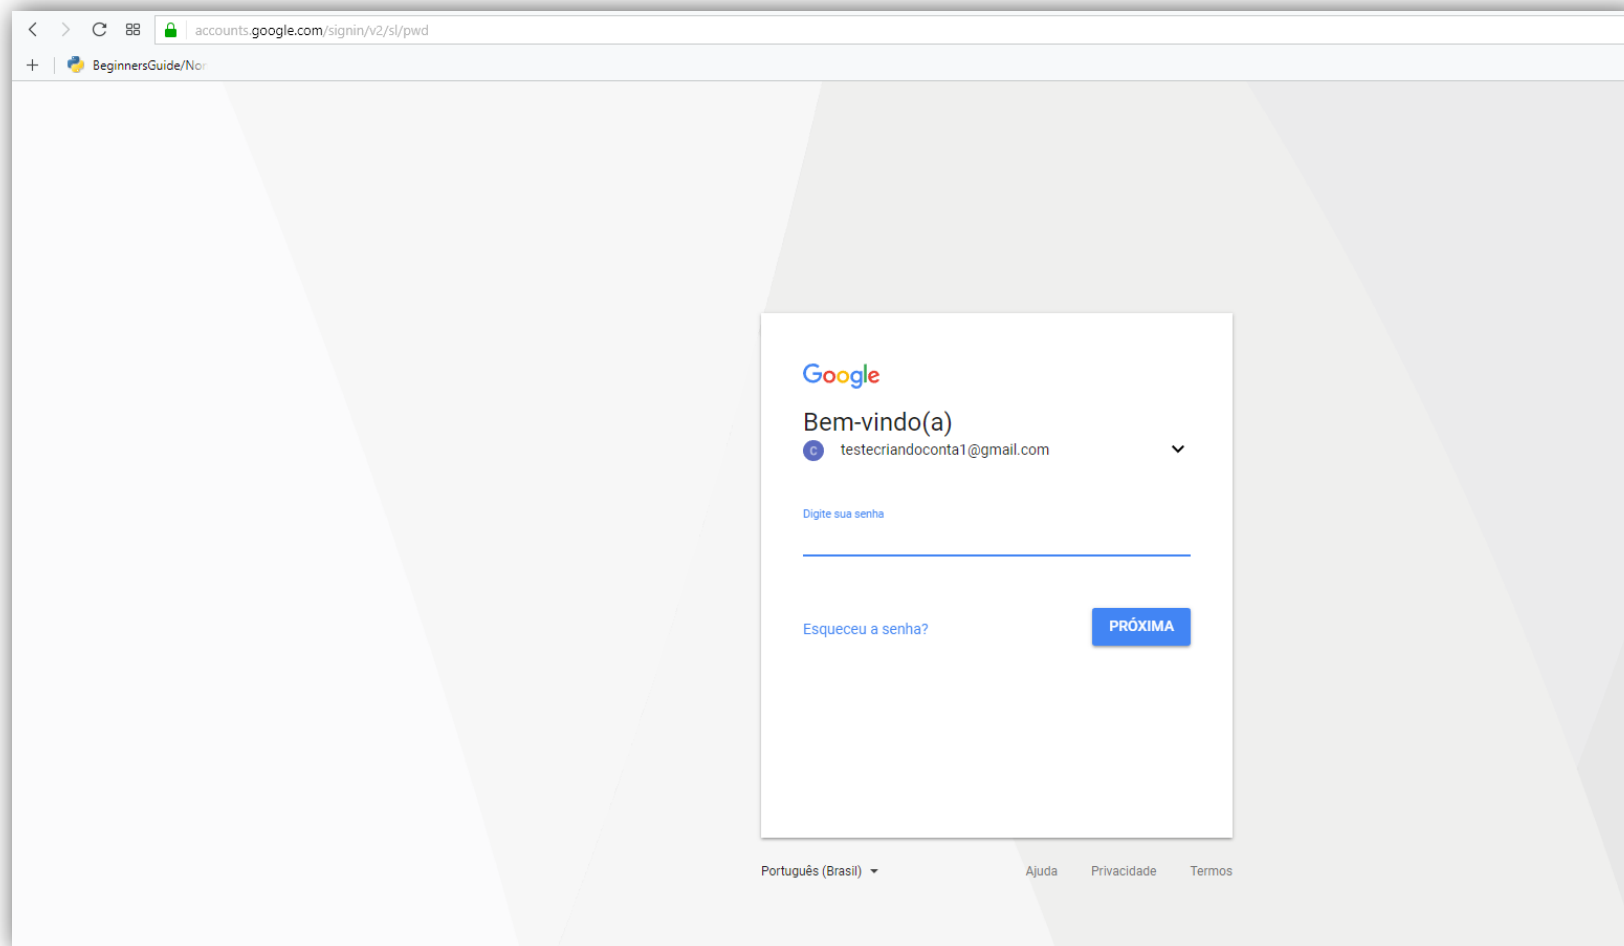 accounts.google.com/signin/v2/sl/pwd
BeginnersGuide/No
Google
Bem-vindo(a)
C testecriandoconta1@gmail.com
Digite sua senha
Esqueceu a senha?
PRÓXIMA
Português (Brasil) Ajuda Privacidade Termos